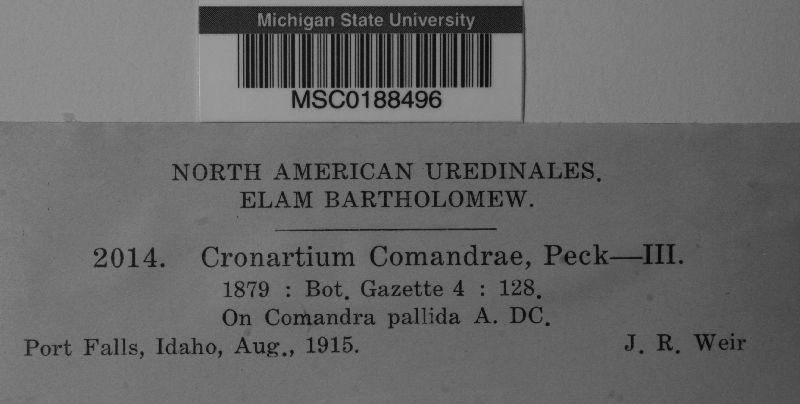 Michigan State University
MSC0188496
NORTH AMERICAN UREDINALES.
ELAM BARTHOLOMEW.
2014. Cronartium Comandrae, Peck—III.
1879 : Bot. Gazette 4 : 128.
On Comandra pallida A. DC.
Port Falls, Idaho, Aug., 1915. J. R. Weir